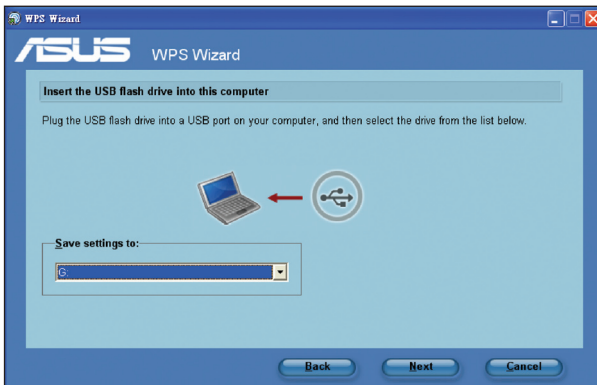 WPS Wizard
ASUS WPS Wizard
Insert the USB flash drive into this computer
Plug the USB flash drive into a USB port on your computer, and then select the drive from the list below.
Save settings to:
G:
Back Next Cancel